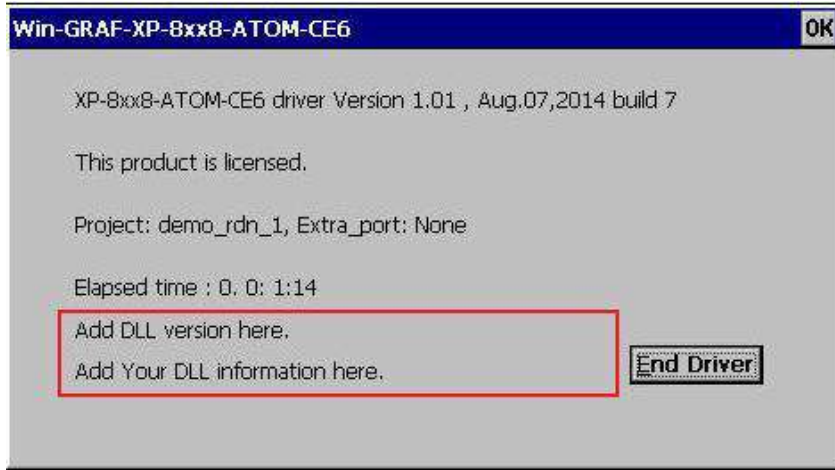 Win-GRAF-XP-8xx8-ATOM-CE6
OK
XP-8xx8-ATOM-CE6 driver Version 1.01 , Aug.07,2014 build 7
This product is licensed.
Project: demo_rdn_1, Extra_port: None
Elapsed time : 0. 0: 1:14
Add DLL version here.
Add Your DLL information here.
End Driver